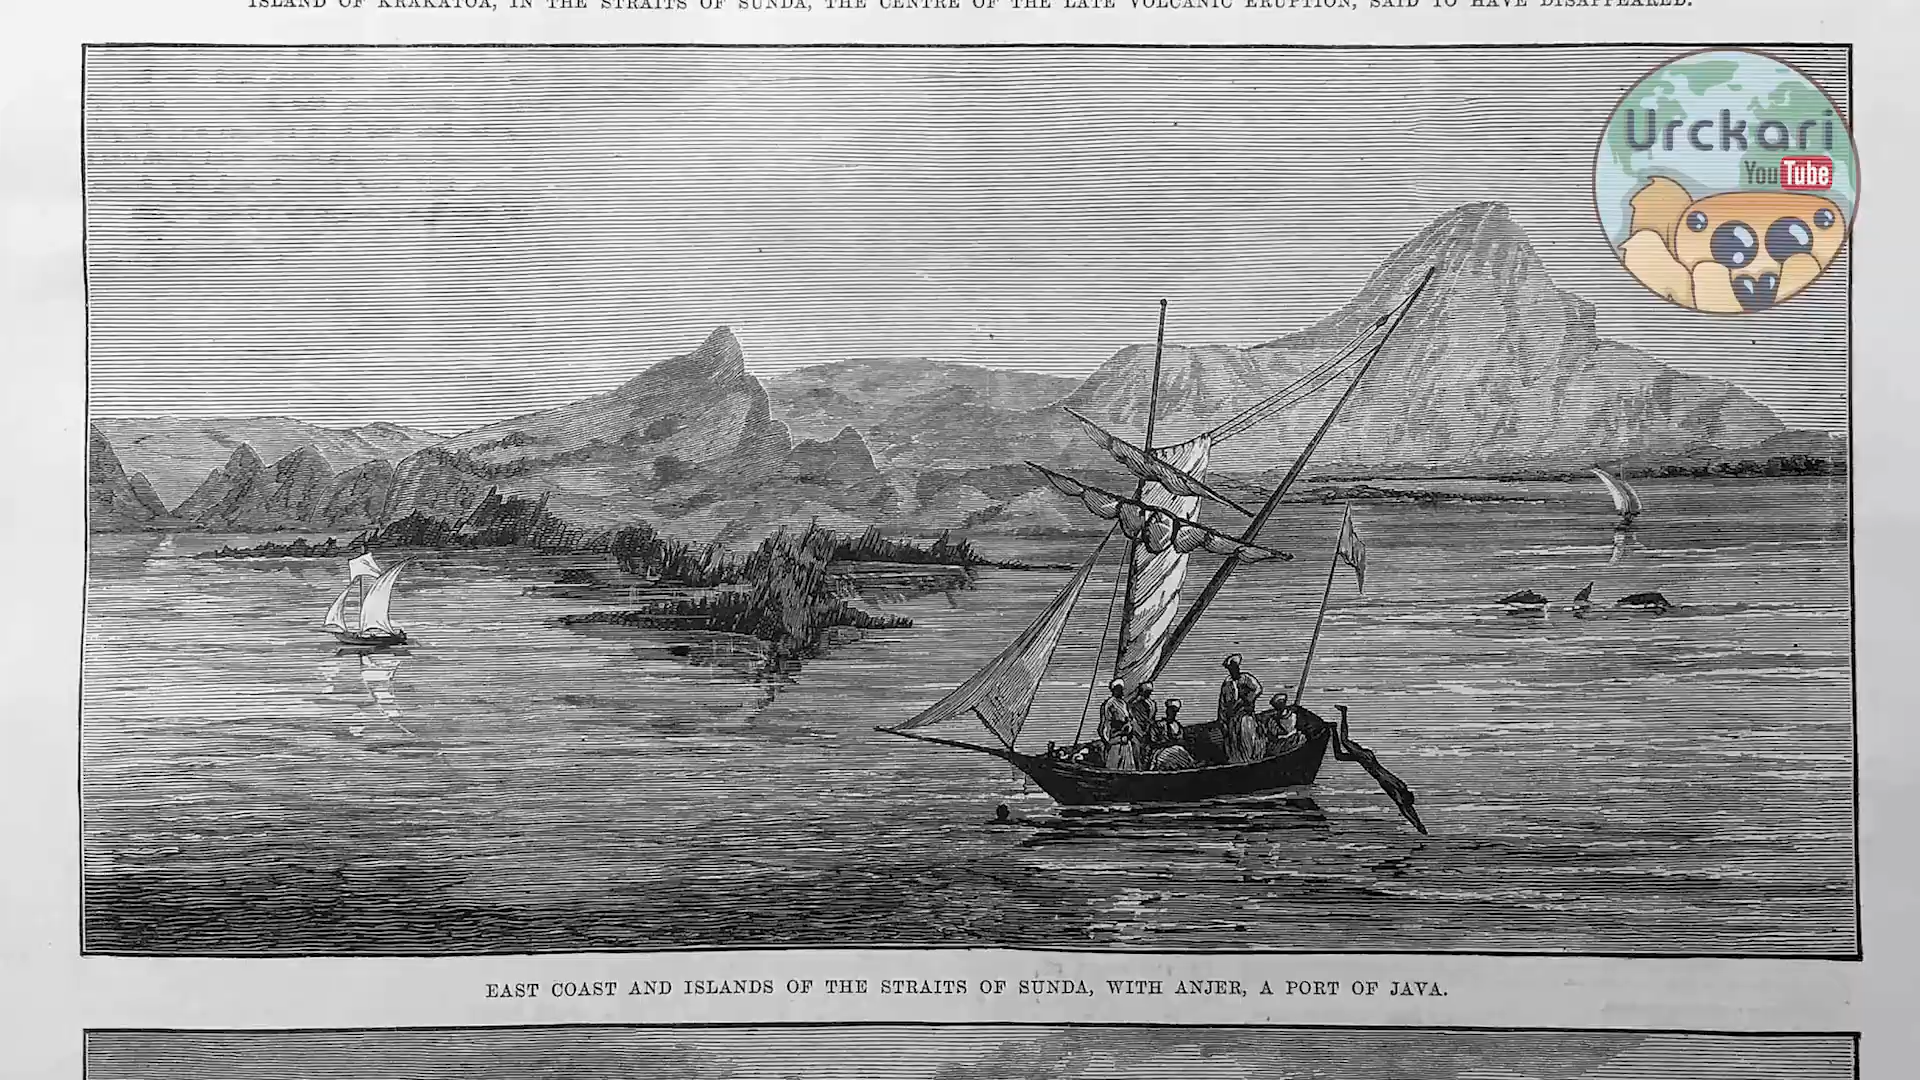 ISLAND OF KRAKATOA, IN THE STRAITS OF SUNDA, THE CENTRE OF THE LATE VOLCANIC ERUPTION, SAID TO HAVE DISAPPEARED.
Urckari
YouTube
EAST COAST AND ISLANDS OF THE STRAITS OF SUNDA, WITH ANJER, A PORT OF JAVA.